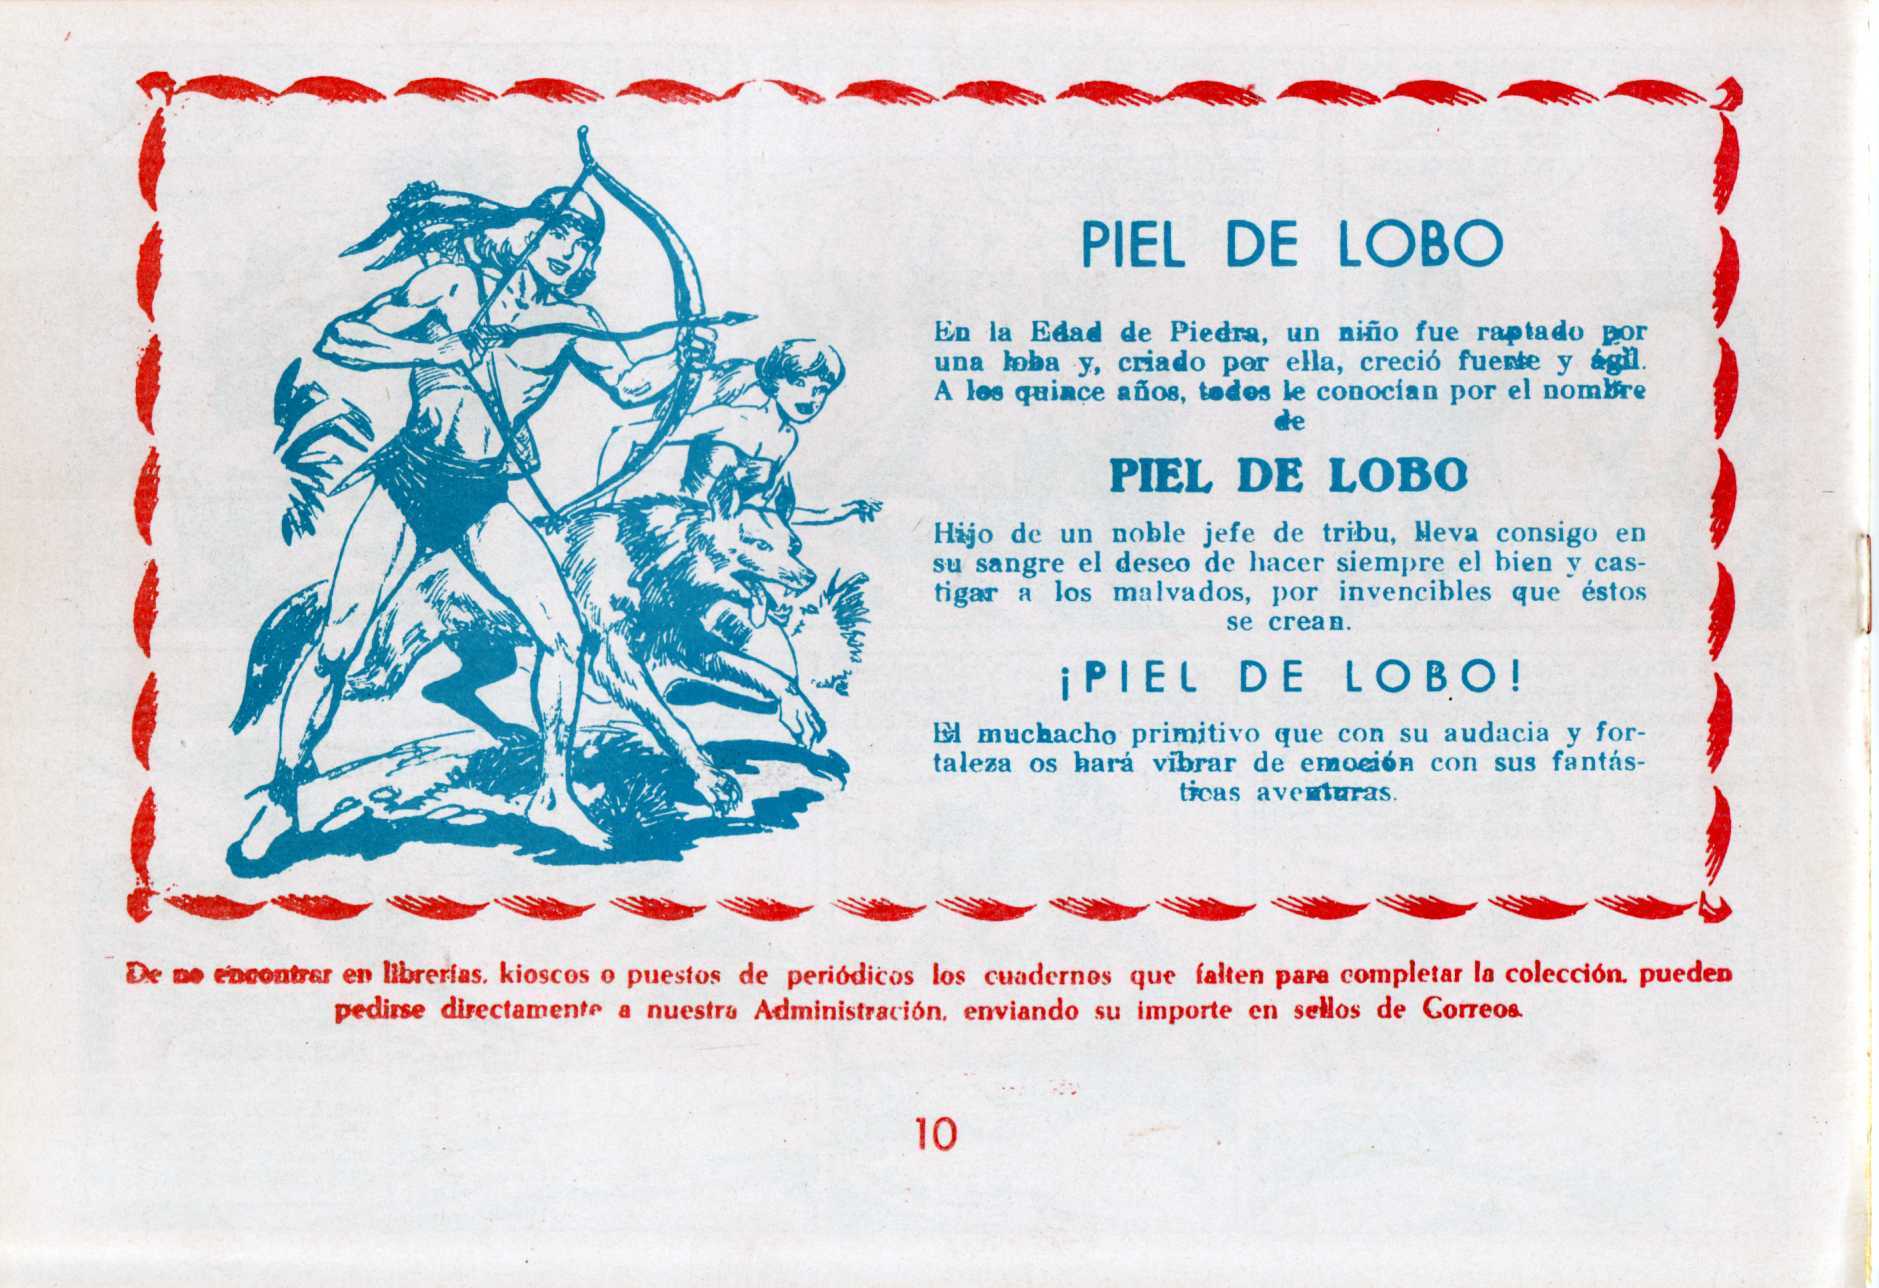 PIEL DE LOBO
En la Edad de Piedra, un niño fue raptado por
una loba y, criado por ella, creció fuerte y ágil.
A los quince años, todos le conocían por el nombre
de
PIEL DE LOBO
Hijo de un noble jefe de tribu, lleva consigo en
su sangre el deseo de hacer siempre el bien y cas-
tigar a los malvados, por invencibles que éstos
se crean.
¡PIEL DE LOBO!
El muchacho primitivo que con su audacia y for-
taleza os hará vibrar de emoción con sus fantás-
ticas aventuras.
De no encontrar en librerías, kioscos o puestos de periódicos los cuadernos que falten para completar la colección, pueden
pedirse directamente a nuestra Administración, enviando su importe en sellos de Correos.
10